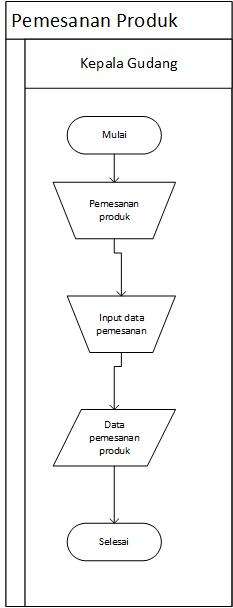 Pemesanan Produk
Kepala Gudang
Mulai
Pemesanan
produk
Input data
pemesanan
Data
pemesanan
produk
Selesai